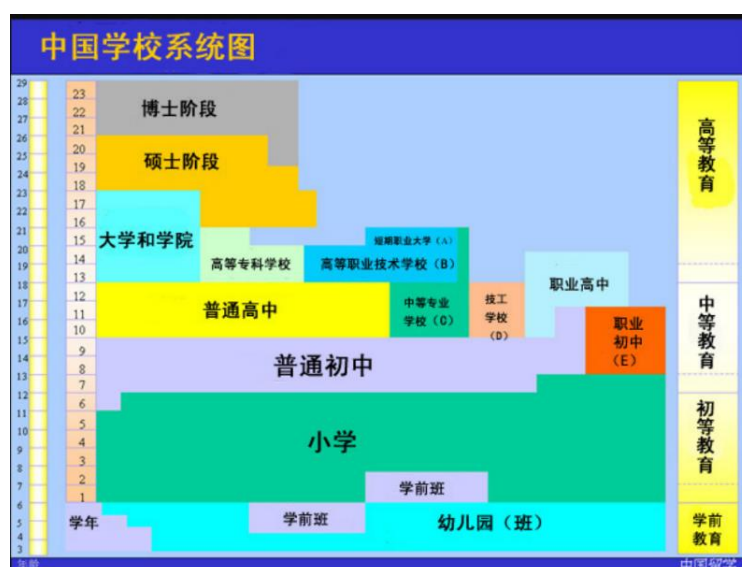 中国学校系统图
29
28
27
26
25
24
23
22
21
20
19
18
17
16
15
14
13
12
11
10
9
8
7
6
5
4
3
年龄
23
22
21
20
19
18
17
16
15
14
13
12
11
10
9
8
7
6
5
4
3
2
1
学年
博士阶段
硕士阶段
大学和学院
高等专科学校
短期职业大学（A）
高等职业技术学校（B）
普通高中
中等专业
学校（C）
技工
学校
（D）
职业高中
职业
初中
（E）
普通初中
小学
学前班
学前班
幼儿园（班）
高等教育
中等教育
初等教育
学前
教育
中国留学